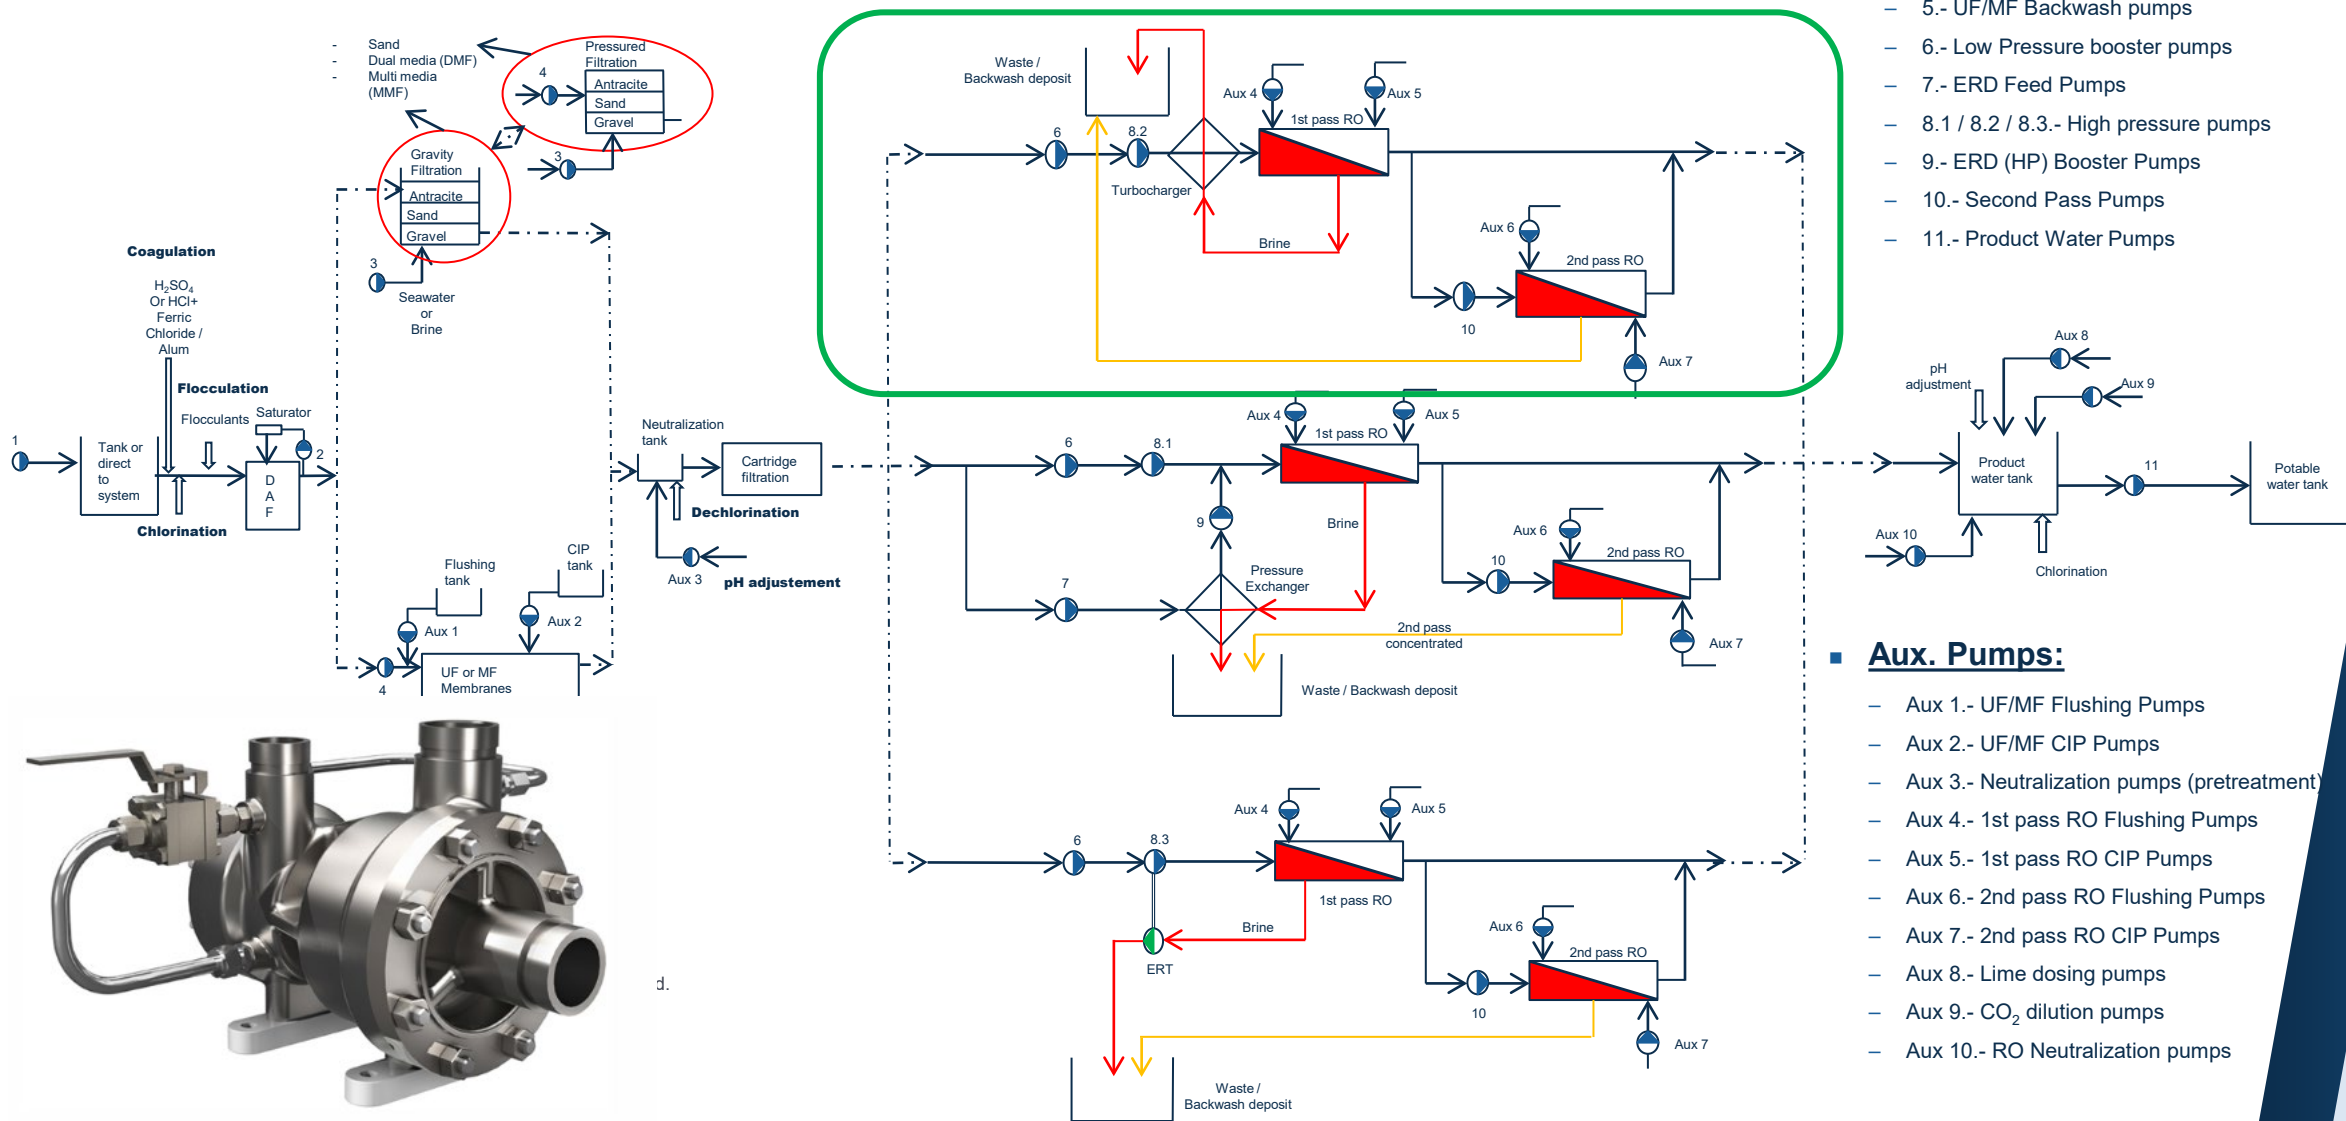 - Sand
- Dual media (DMF)
- Multi media
(MMF)
Pressured
Filtration
4
Antracite
Sand
Gravel
3
Gravity
Filtration
Antracite
Sand
Gravel
3
Seawater
or
Brine
Coagulation
H₂SO₄
Or HCl+
Ferric
Chloride /
Alum
Flocculation
Flocculants
Saturator
1
Tank or
direct
to
system
2
D
A
F
Chlorination
Flushing
tank
CIP
tank
Aux 1
Aux 2
4
UF or MF
Membranes
Neutralization
tank
Cartridge
filtration
Dechlorination
Aux 3
pH adjustement
Waste /
Backwash deposit
6
8.2
Turbocharger
Aux 4
Aux 5
1st pass RO
Brine
Aux 6
2nd pass RO
10
Aux 7
Aux 4
Aux 5
1st pass RO
6
8.1
9
7
Pressure
Exchanger
Brine
Aux 6
2nd pass RO
10
2nd pass
concentrated
Aux 7
Waste / Backwash deposit
Aux 4
Aux 5
6
8.3
1st pass RO
Brine
ERT
Aux 6
2nd pass RO
10
Aux 7
Waste /
Backwash deposit
d.
Aux 8
pH
adjustment
Aux 9
Product
water tank
11
Potable
water tank
Aux 10
Chlorination
– 5.- UF/MF Backwash pumps
– 6.- Low Pressure booster pumps
– 7.- ERD Feed Pumps
– 8.1 / 8.2 / 8.3.- High pressure pumps
– 9.- ERD (HP) Booster Pumps
– 10.- Second Pass Pumps
– 11.- Product Water Pumps
■ Aux. Pumps:
– Aux 1.- UF/MF Flushing Pumps
– Aux 2.- UF/MF CIP Pumps
– Aux 3.- Neutralization pumps (pretreatment)
– Aux 4.- 1st pass RO Flushing Pumps
– Aux 5.- 1st pass RO CIP Pumps
– Aux 6.- 2nd pass RO Flushing Pumps
– Aux 7.- 2nd pass RO CIP Pumps
– Aux 8.- Lime dosing pumps
– Aux 9.- CO₂ dilution pumps
– Aux 10.- RO Neutralization pumps